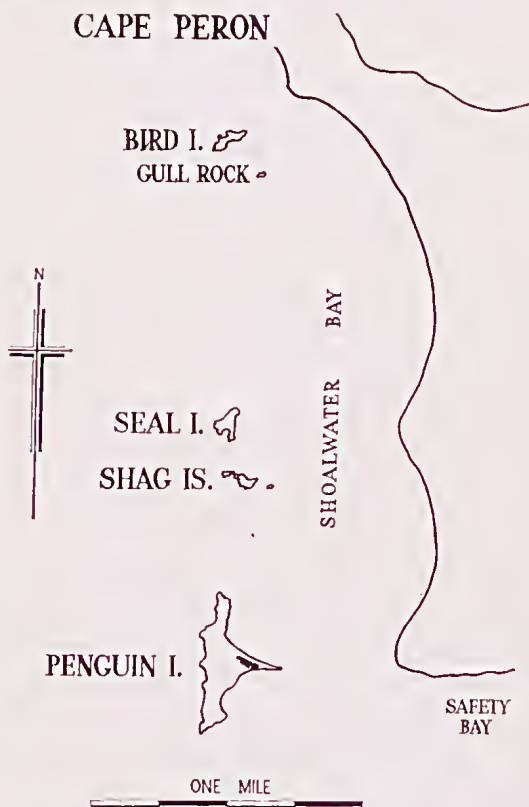 CAPE PERON
BIRD I.
GULL ROCK
N
SHOALWATER BAY
SEAL I.
SHAG IS.
PENGUIN I.
SAFETY
BAY
ONE MILE